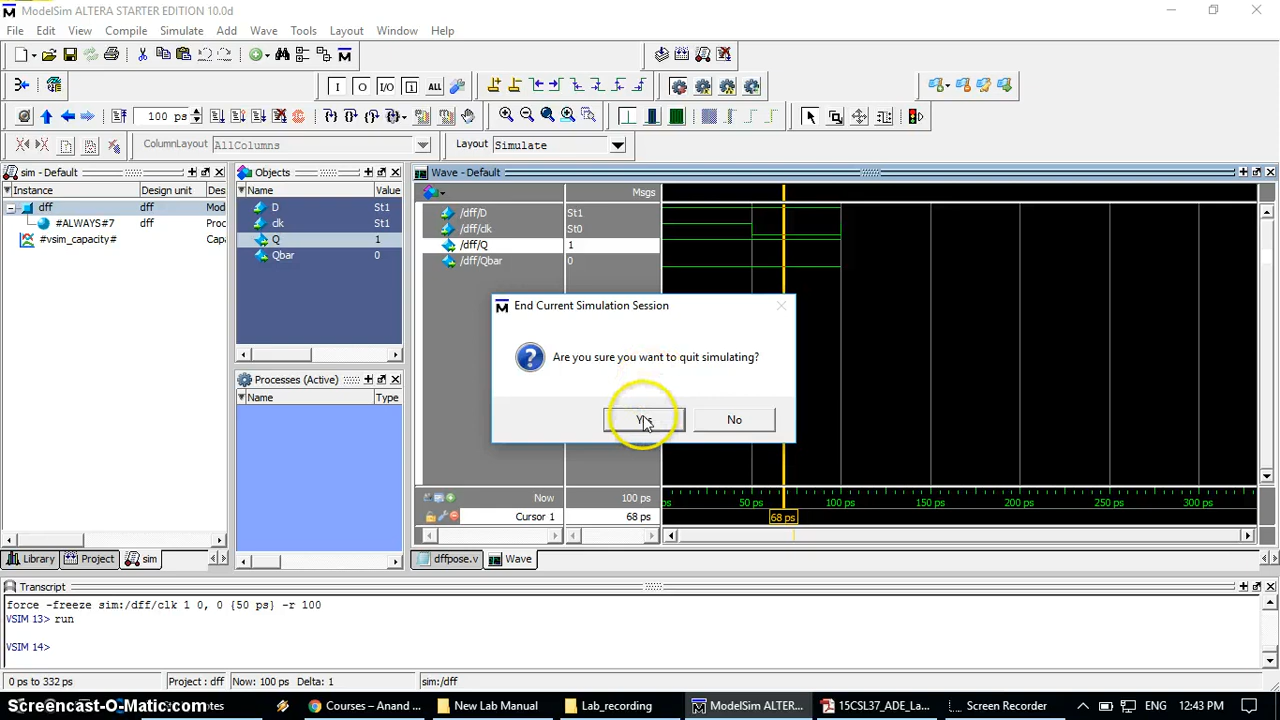 ModelSim ALTERA STARTER EDITION 10.0d
File Edit View Compile Simulate Add Wave Tools Layout Window Help
100 ps
ColumnLayout AllColumns Layout Simulate
sim - Default
Instance Design unit Des
dff dff Mod
#ALWAYS#7 dff Proc
#vsim_capacity# Capa
Objects
Name Value
D St1
clk St1
Q 1
Qbar 0
Processes (Active)
Name Type
Wave - Default
Msgs
/dff/D St1
/dff/clk St0
/dff/Q 1
/dff/Qbar 0
End Current Simulation Session
Are you sure you want to quit simulating?
Yes No
Now 100 ps
ps 50 ps 100 ps 150 ps 200 ps 250 ps 300 ps
Cursor 1 68 ps 68 ps
Library Project sim dffpose.v Wave
Transcript
force -freeze sim:/dff/clk 1 0, 0 {50 ps} -r 100
VSIM 13> run
VSIM 14>
0 ps to 332 ps Project : dff Now: 100 ps Delta: 1 sim:/dff
Screencast-O-Matic.com Courses – Anand ... New Lab Manual Lab_recording ModelSim ALTERA... 15CSL37_ADE_La... Screen Recorder ENG 12:43 PM